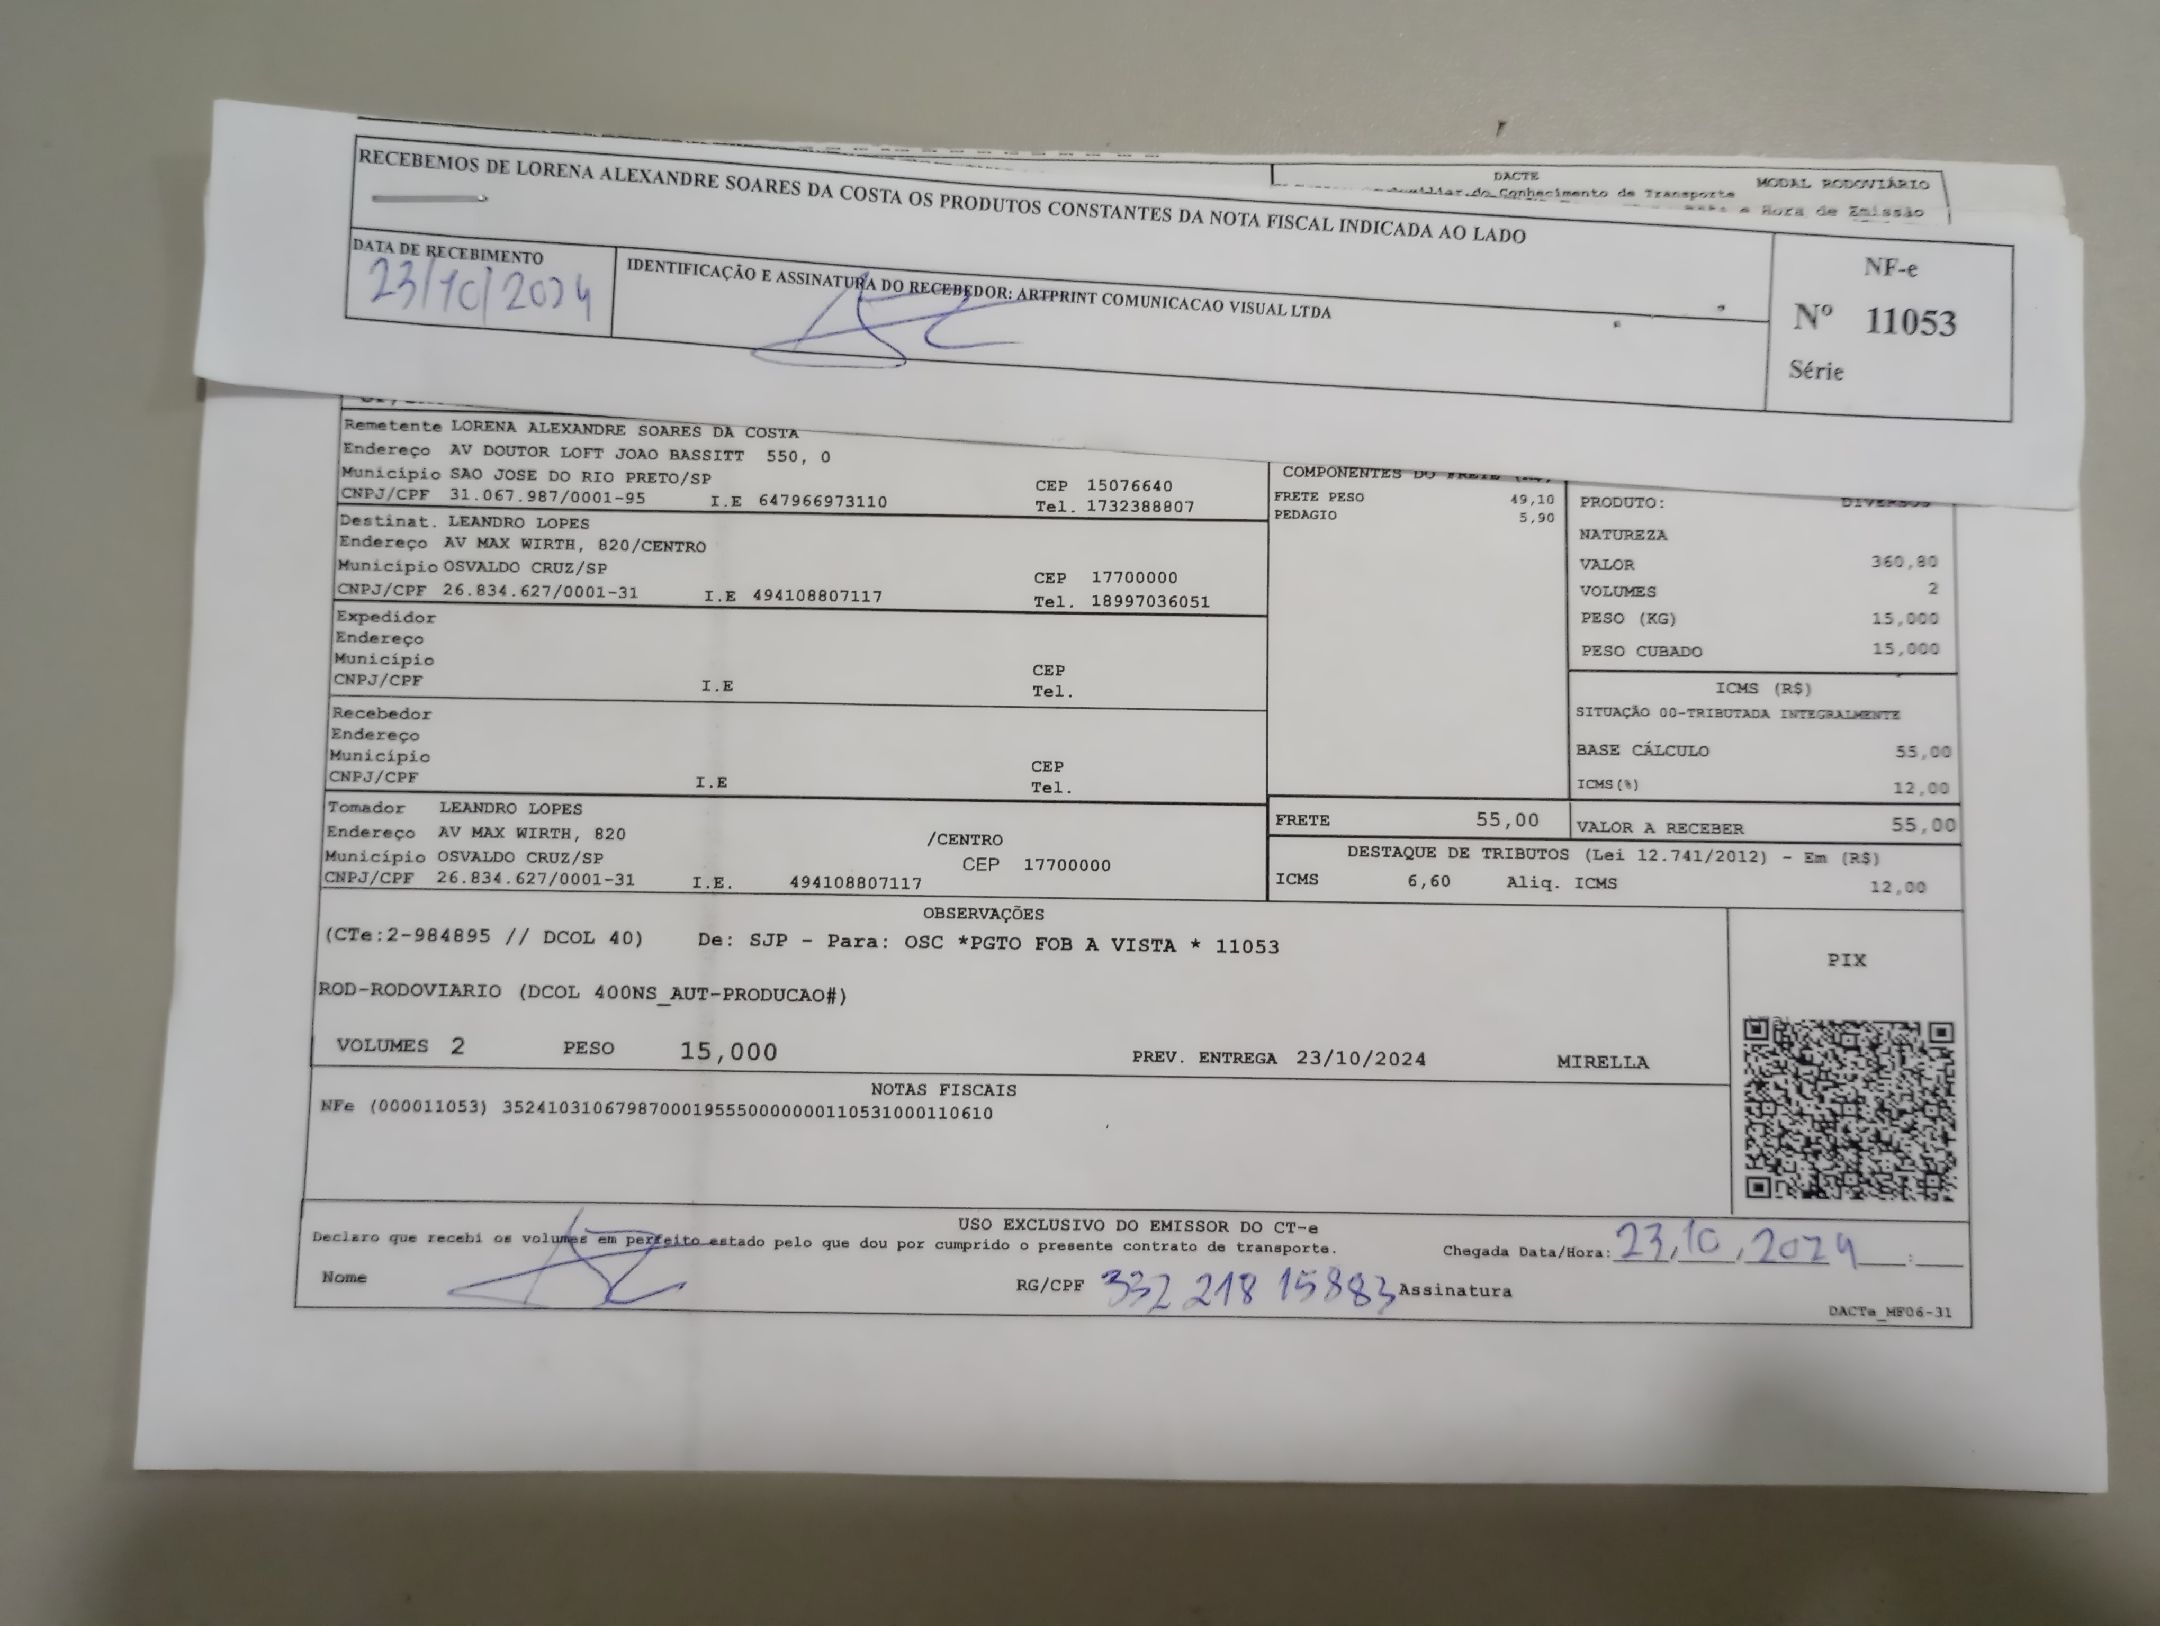 DACTE
MODAL RODOVIÁRIO
do Conhecimento de Transporte
e Hora de Emissão
RECEBEMOS DE LORENA ALEXANDRE SOARES DA COSTA OS PRODUTOS CONSTANTES DA NOTA FISCAL INDICADA AO LADO
DATA DE RECEBIMENTO
23/10/2024
IDENTIFICAÇÃO E ASSINATURA DO RECEBEDOR: ARTPRINT COMUNICACAO VISUAL LTDA
NF-e
Nº 11053
Série
Remetente LORENA ALEXANDRE SOARES DA COSTA
Endereço AV DOUTOR LOFT JOAO BASSITT 550, 0
Município SAO JOSE DO RIO PRETO/SP CEP 15076640
CNPJ/CPF 31.067.987/0001-95 I.E 647966973110 Tel. 1732388807
Destinat. LEANDRO LOPES
Endereço AV MAX WIRTH, 820/CENTRO
Município OSVALDO CRUZ/SP CEP 17700000
CNPJ/CPF 26.834.627/0001-31 I.E 494108807117 Tel. 18997036051
Expedidor
Endereço
Município CEP
CNPJ/CPF I.E Tel.
Recebedor
Endereço
Município CEP
CNPJ/CPF I.E Tel.
Tomador LEANDRO LOPES
Endereço AV MAX WIRTH, 820 /CENTRO
Município OSVALDO CRUZ/SP CEP 17700000
CNPJ/CPF 26.834.627/0001-31 I.E. 494108807117
COMPONENTES DO FRETE (R$)
FRETE PESO 49,10
PEDAGIO 5,90
PRODUTO: DIVERSOS
NATUREZA
VALOR 360,80
VOLUMES 2
PESO (KG) 15,000
PESO CUBADO 15,000
ICMS (R$)
SITUAÇÃO 00-TRIBUTADA INTEGRALMENTE
BASE CÁLCULO 55,00
ICMS(%) 12,00
FRETE 55,00
VALOR A RECEBER 55,00
DESTAQUE DE TRIBUTOS (Lei 12.741/2012) - Em (R$)
ICMS 6,60 Aliq. ICMS 12,00
OBSERVAÇÕES
(CTe:2-984895 // DCOL 40) De: SJP - Para: OSC *PGTO FOB A VISTA * 11053
ROD-RODOVIARIO (DCOL 400NS_AUT-PRODUCAO#)
VOLUMES 2 PESO 15,000 PREV. ENTREGA 23/10/2024 MIRELLA
PIX
NOTAS FISCAIS
NFe (000011053) 35241031067987000195550000000110531000110610
USO EXCLUSIVO DO EMISSOR DO CT-e
Declaro que recebi os volumes em perfeito estado pelo que dou por cumprido o presente contrato de transporte.
Chegada Data/Hora: 23,10,2024 :
Nome RG/CPF 332 218 15883 Assinatura
DACTe_MF06-31